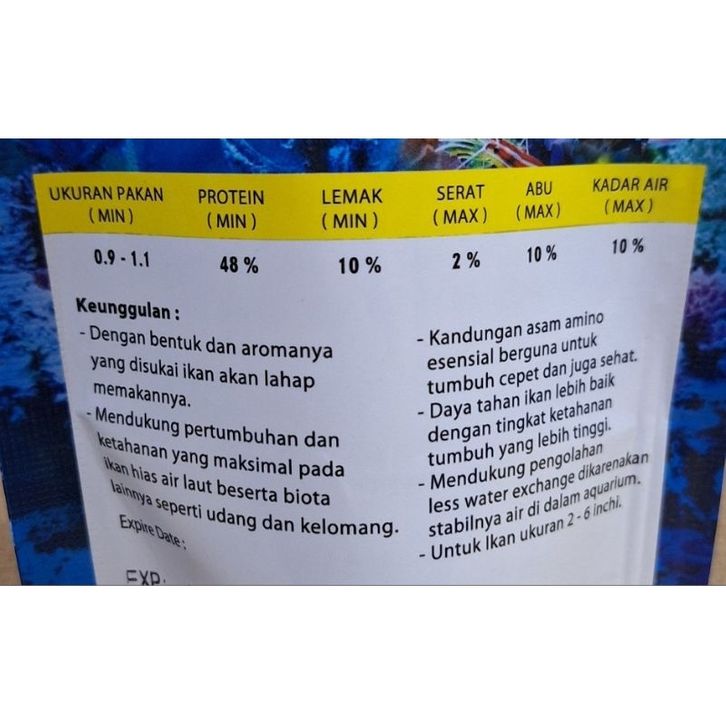 UKURAN PAKAN PROTEIN LEMAK SERAT ABU KADAR AIR
( MIN ) ( MIN ) ( MIN ) ( MAX ) ( MAX ) ( MAX )
0.9 - 1.1 48 % 10 % 2 % 10 % 10 %
Keunggulan :
- Dengan bentuk dan aromanya
yang disukai ikan akan lahap
memakannya.
- Mendukung pertumbuhan dan
ketahanan yang maksimal pada
ikan hias air laut beserta biota
lainnya seperti udang dan kelomang.
Expire Date :
EXP.
- Kandungan asam amino
esensial berguna untuk
tumbuh cepet dan juga sehat.
- Daya tahan ikan lebih baik
dengan tingkat ketahanan
tumbuh yang lebih tinggi.
- Mendukung pengolahan
less water exchange dikarenakan
stabilnya air di dalam aquarium.
- Untuk Ikan ukuran 2 - 6 inchi.